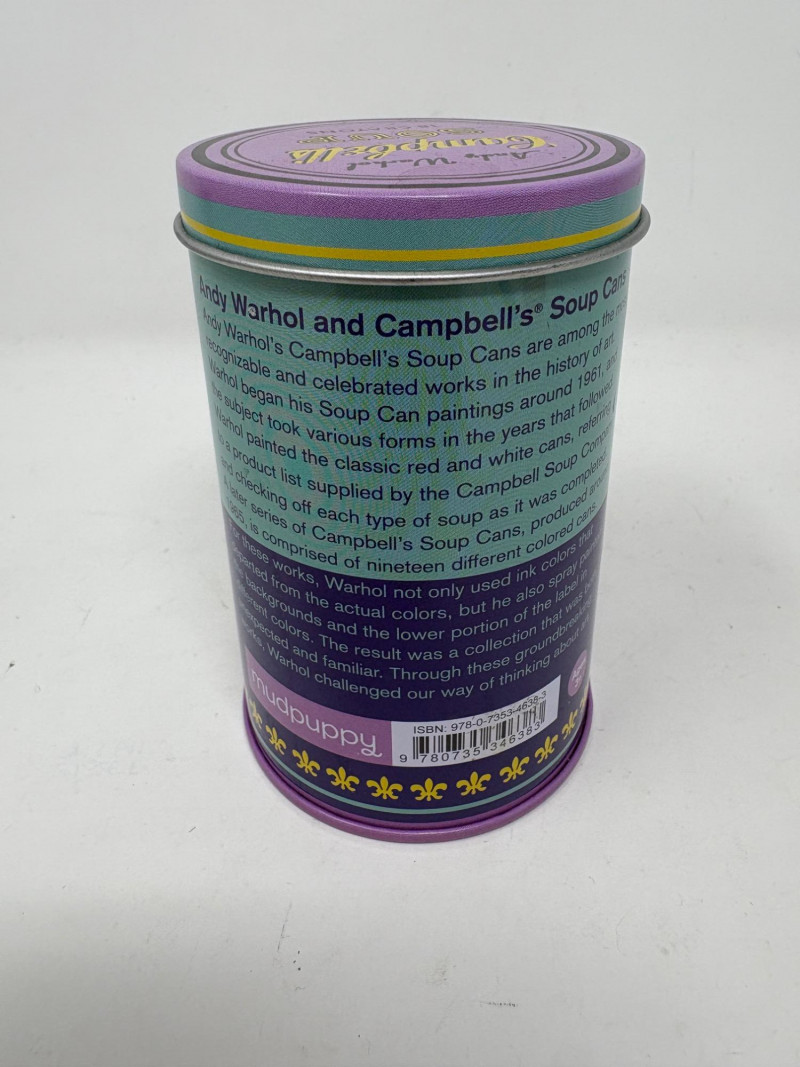 Andy Warhol
Campbell's
SOUP
CRAYONS
Andy Warhol and Campbell's® Soup Cans
Andy Warhol's Campbell's Soup Cans are among the
recognizable and celebrated works in the history of art.
Warhol began his Soup Can paintings around 1961, and
the subject took various forms in the years that followed.
Warhol painted the classic red and white cans, referring
to a product list supplied by the Campbell Soup
and checking off each type of soup as it was completed.
A later series of Campbell's Soup Cans, produced
1965, is comprised of nineteen different colored cans.
For these works, Warhol not only used ink colors that
departed from the actual colors, but he also spray
backgrounds and the lower portion of the label in
different colors. The result was a collection that was
unexpected and familiar. Through these groundbreaking
works, Warhol challenged our way of thinking about
mudpuppy
ISBN: 978-0-7353-4638-3
9 780735 346383